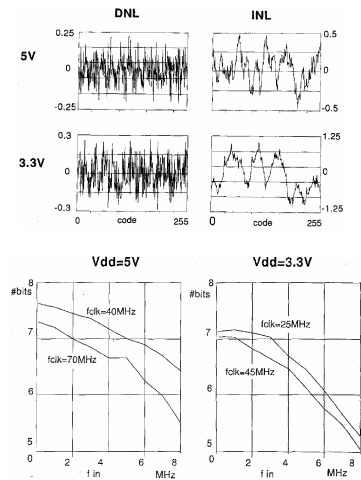 DNL INL
5V
0.25
0
-0.25
0.5
0
-0.5
3.3V
0.3
0
-0.3
1.25
0
-1.25
0 code 255
0 code 255
Vdd=5V Vdd=3.3V
8
#bits
7
6
5
fclk=40MHz
fclk=70MHz
0 2 4 6 8
f in MHz
8
#bits
7
6
5
fclk=25MHz
fclk=45MHz
0 2 4 6 8
f in MHz